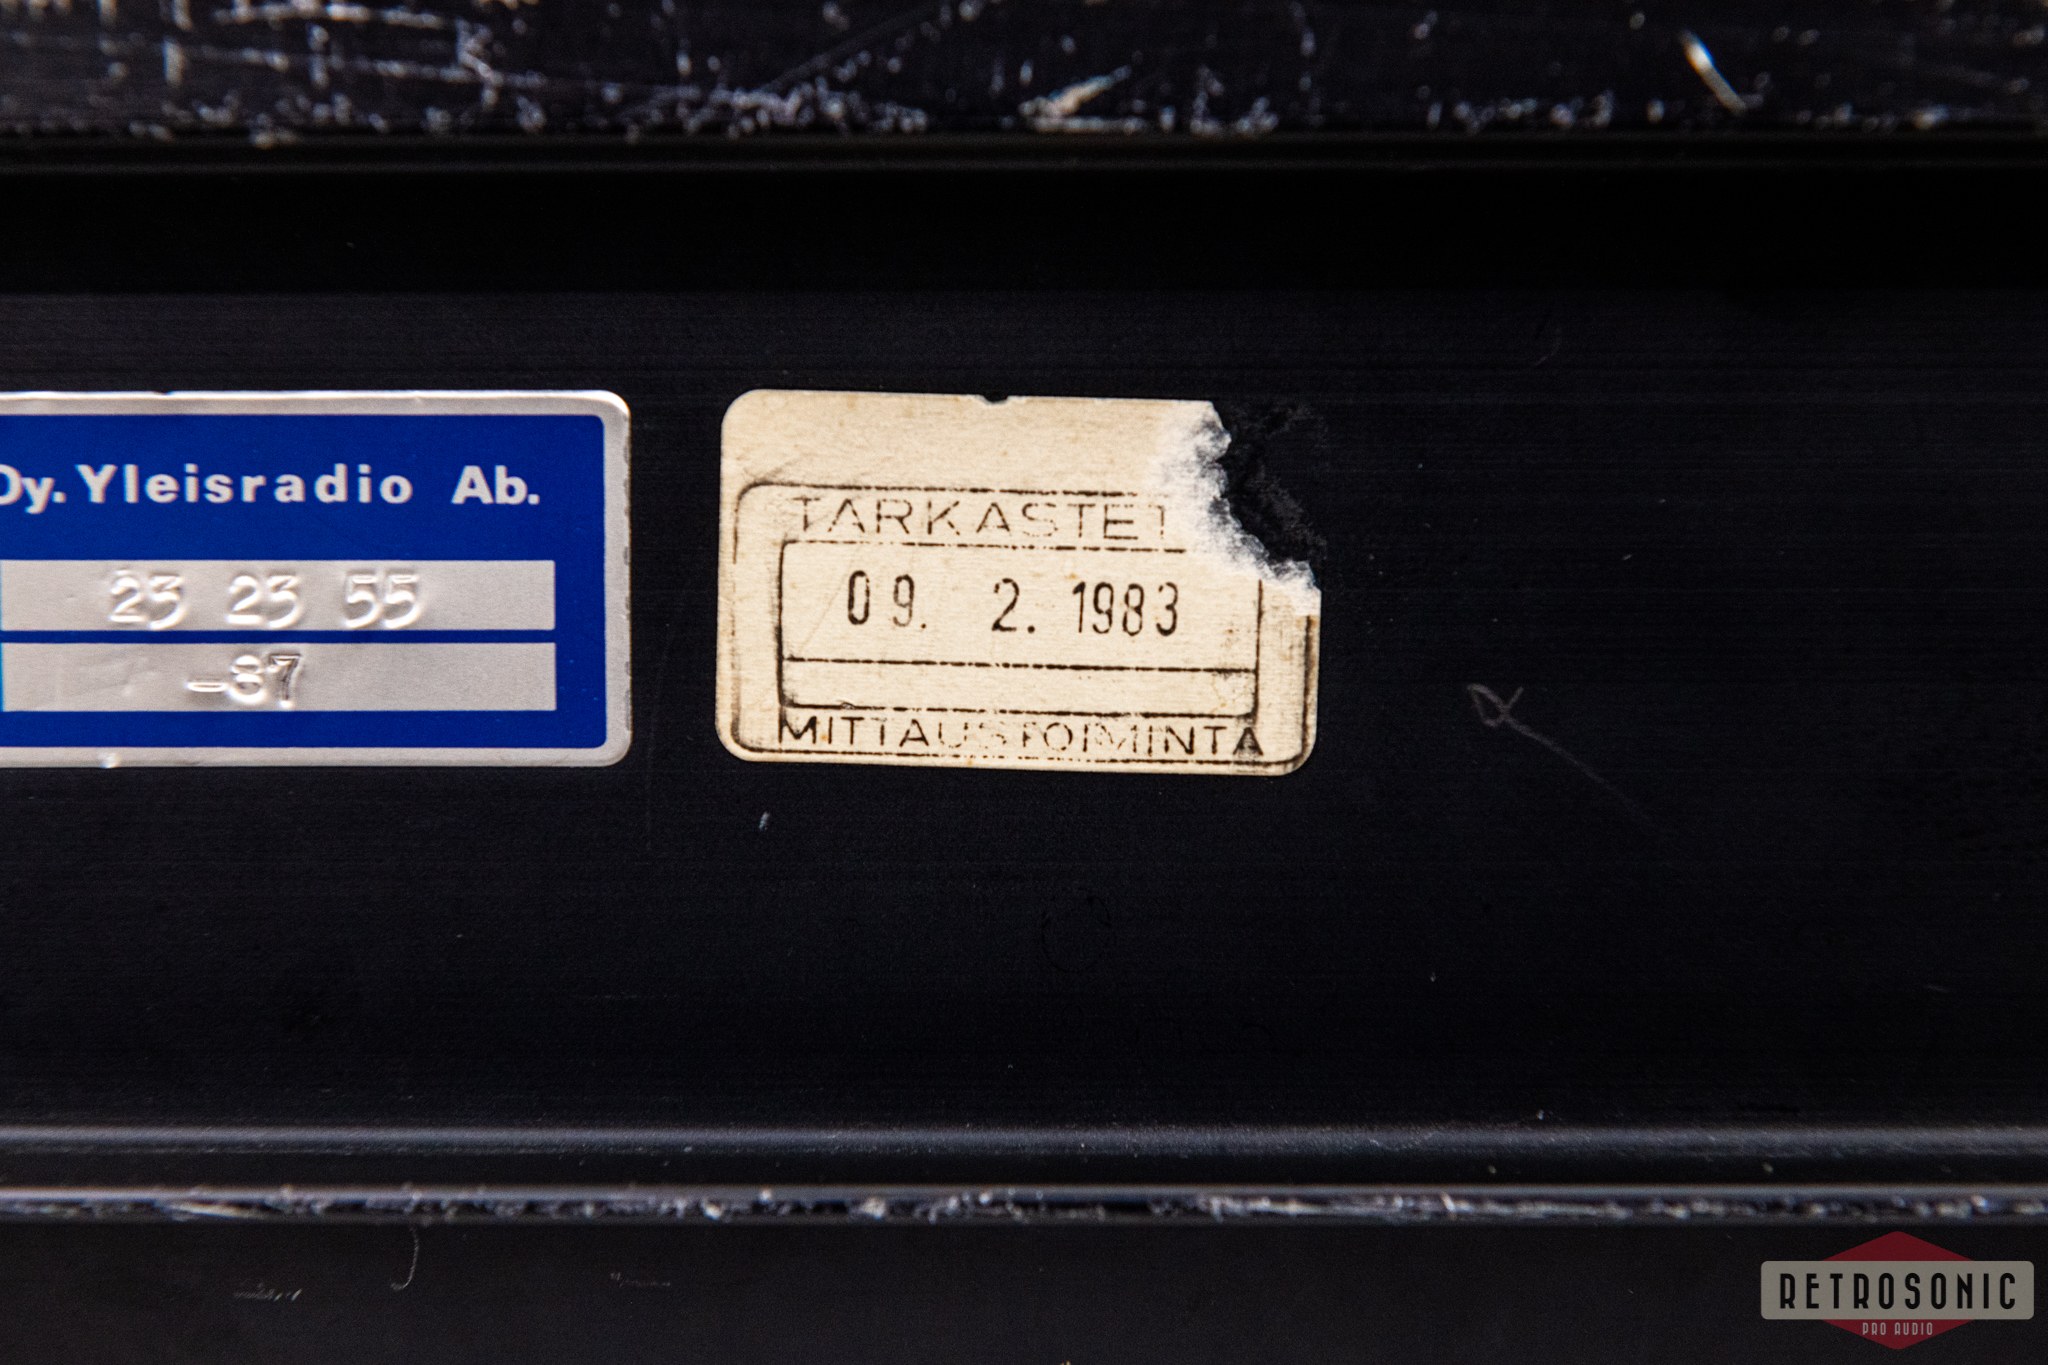 Oy. Yleisradio Ab.
23 23 55
-87
TARKASTET
09. 2. 1983
MITTAUSTOIMINTA
RETROSONIC
PRO AUDIO